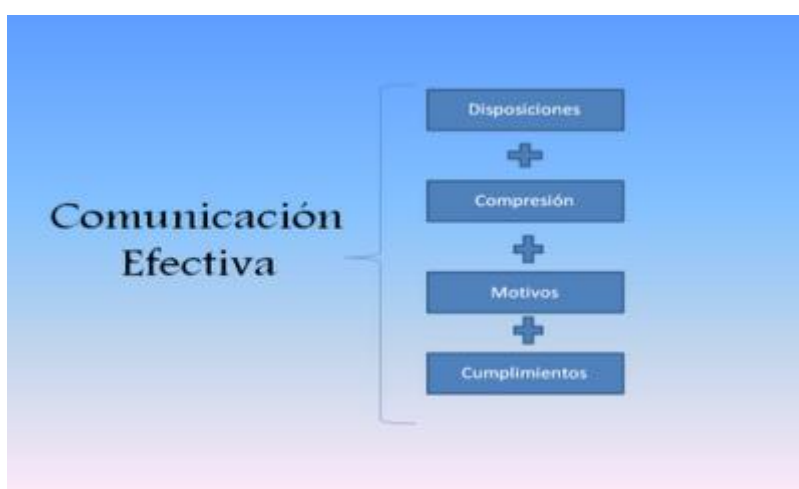 Comunicación
Efectiva
Disposiciones
Compresión
Motivos
Cumplimientos